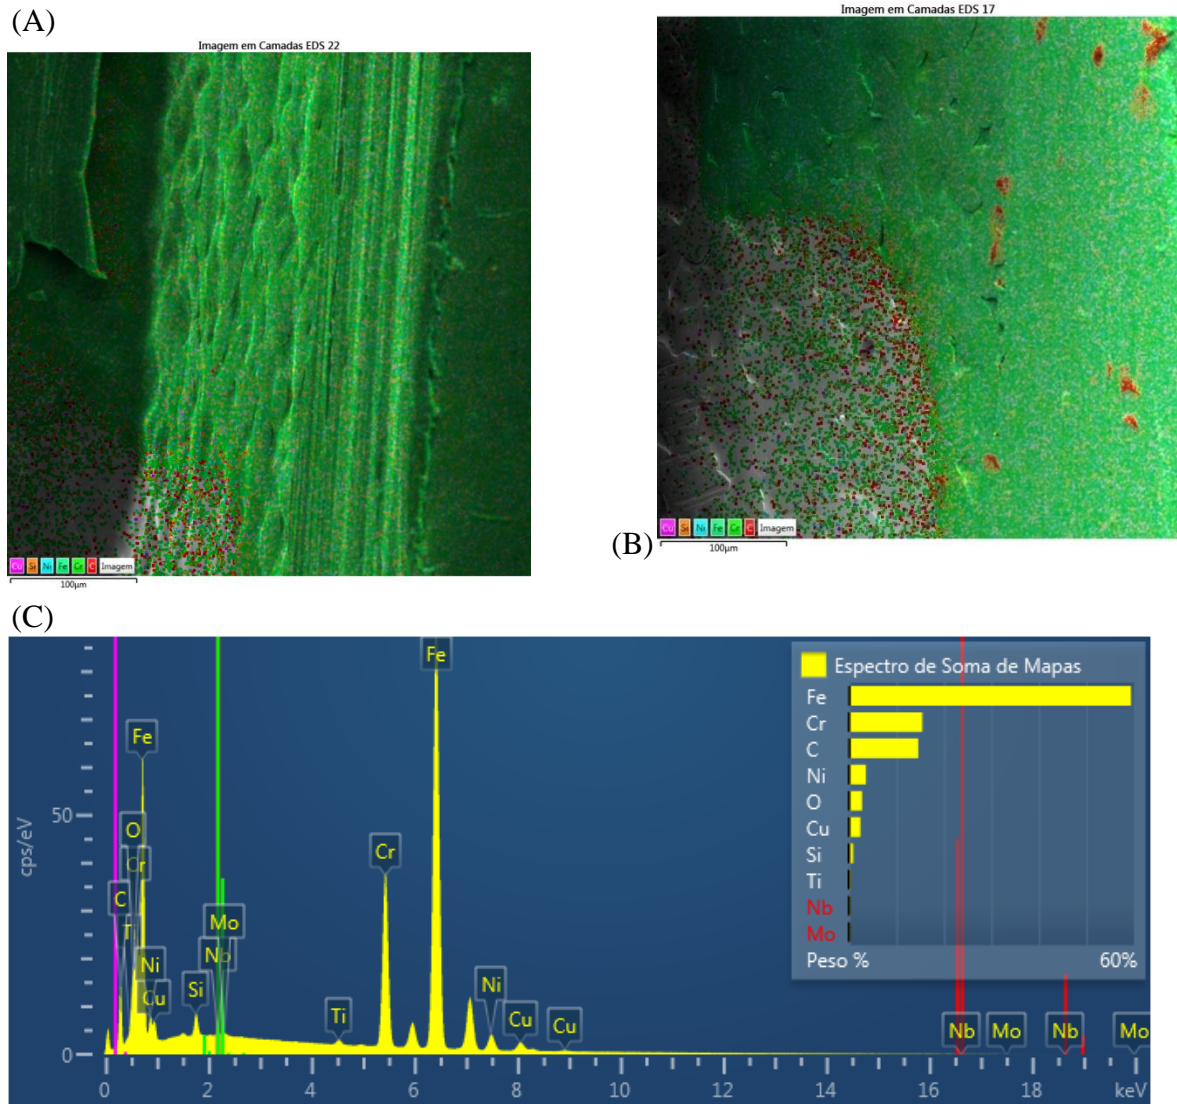 (A)
Imagem em Camadas EDS 22
Cu Si Ni Fe Cr C Imagem
100µm
Imagem em Camadas EDS 17
(B)
Cu Si Ni Fe Cr C Imagem
100µm
(C)
cps/eV
50
0
Fe
O
Cr
C
Ti
Ni
Cu
Si
Mo
Nb
Ti
Cr
Fe
Ni
Cu
Cu
Nb
Mo
Nb
Mo
0 2 4 6 8 10 12 14 16 18 keV
Espectro de Soma de Mapas
Fe
Cr
C
Ni
O
Cu
Si
Ti
Nb
Mo
Peso % 60%